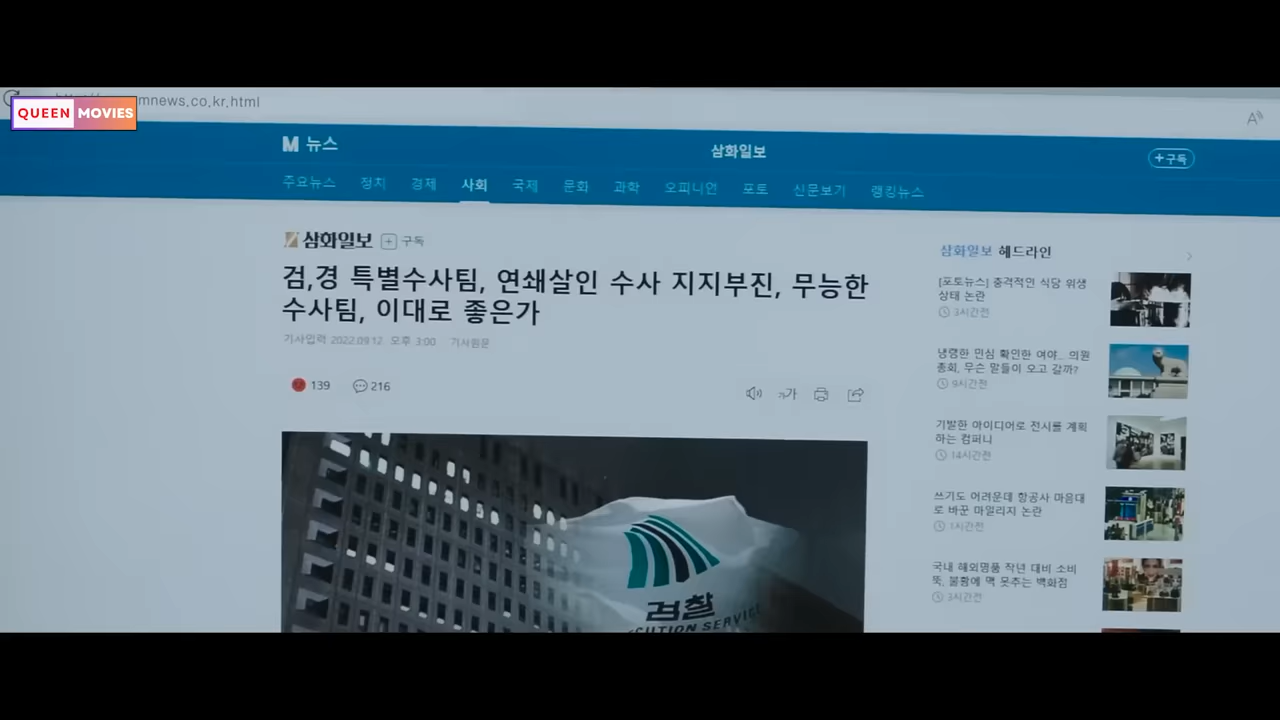 QUEEN MOVIES
mnews.co.kr.html
M 뉴스
삼화일보
+구독
주요뉴스 정치 경제 사회 국제 문화 과학 오피니언 포토 신문보기 랭킹뉴스
삼화일보 + 구독
검,경 특별수사팀, 연쇄살인 수사 지지부진, 무능한
수사팀, 이대로 좋은가
기사입력 2022.09.12. 오후 3:00 기사원문
139 216
가가
검찰
CUTION SERVICE
삼화일보 헤드라인
[포토뉴스] 충격적인 식당 위생
상태 논란
3시간전
냉랭한 민심 확인한 여야... 의원
총회, 무슨 말들이 오고 갈까?
9시간전
기발한 아이디어로 전시를 계획
하는 컴퍼니
14시간전
쓰기도 어려운데 항공사 마음대
로 바꾼 마일리지 논란
1시간전
국내 해외명품 작년 대비 소비
뚝, 불황에 맥 못추는 백화점
3시간전